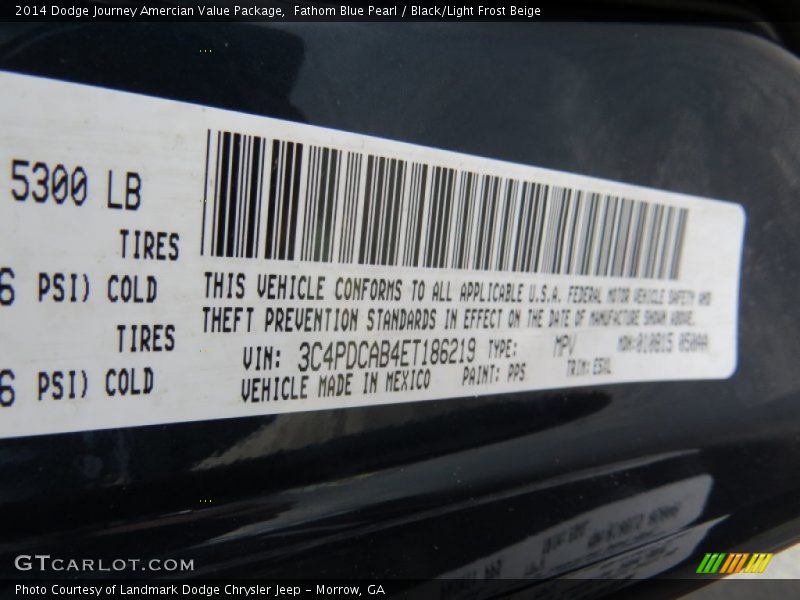 2014 Dodge Journey Amercian Value Package, Fathom Blue Pearl / Black/Light Frost Beige
5300 LB
TIRES
6 PSI) COLD
TIRES
6 PSI) COLD
THIS VEHICLE CONFORMS TO ALL APPLICABLE U.S.A. FEDERAL MOTOR VEHICLE SAFETY AND
THEFT PREVENTION STANDARDS IN EFFECT ON THE DATE OF MANUFACTURE SHOWN ABOVE.
VIN: 3C4PDCAB4ET186219 TYPE: MPV
VEHICLE MADE IN MEXICO PAINT: PPS TRIM:
GTCARLOT.COM
Photo Courtesy of Landmark Dodge Chrysler Jeep - Morrow, GA